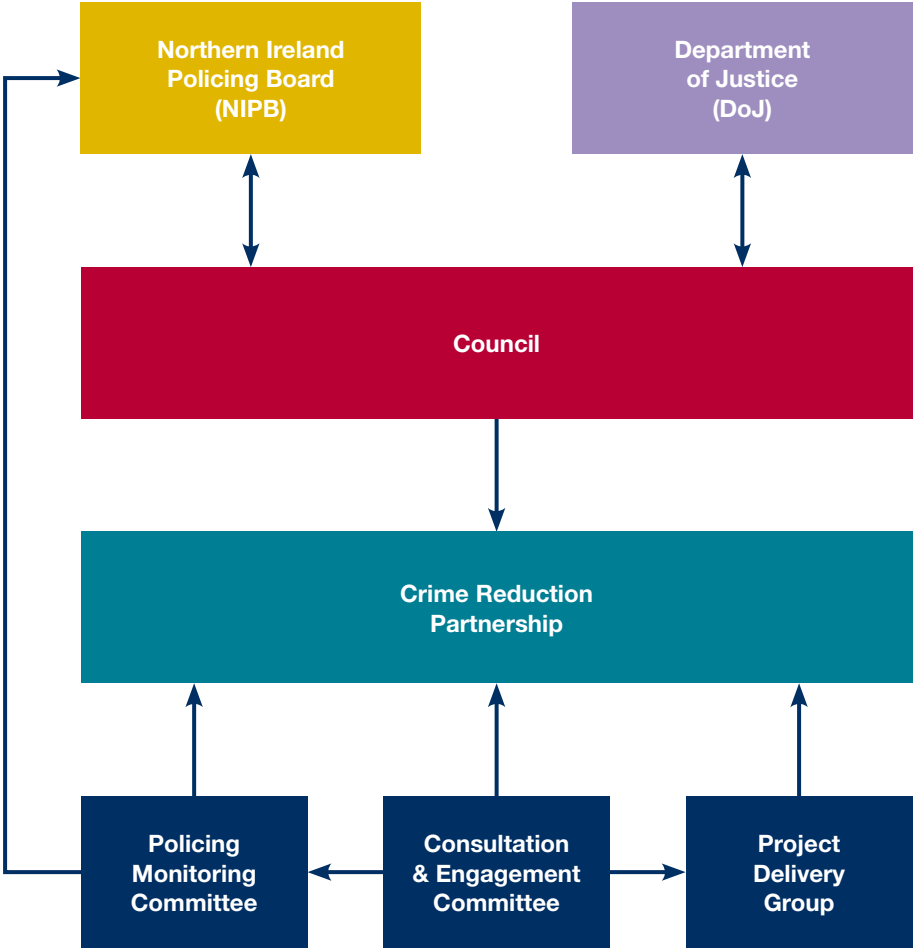 Northern Ireland
Policing Board
(NIPB)
Department
of Justice
(DoJ)
Council
Crime Reduction
Partnership
Policing
Monitoring
Committee
Consultation
& Engagement
Committee
Project
Delivery
Group